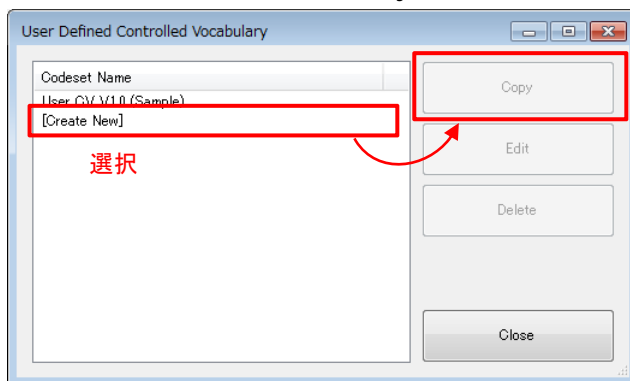 User Defined Controlled Vocabulary
Codeset Name
Copy
User CV V1.0 (Sample)
[Create New]
選択
Edit
Delete
Close